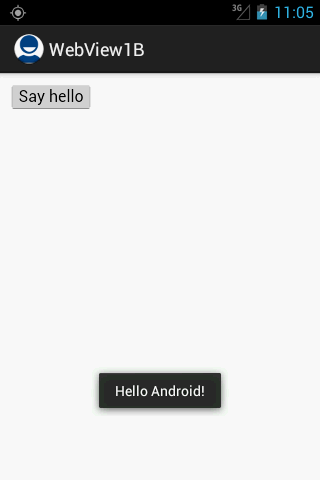 3G 11:05
WebView1B
Say hello
Hello Android!